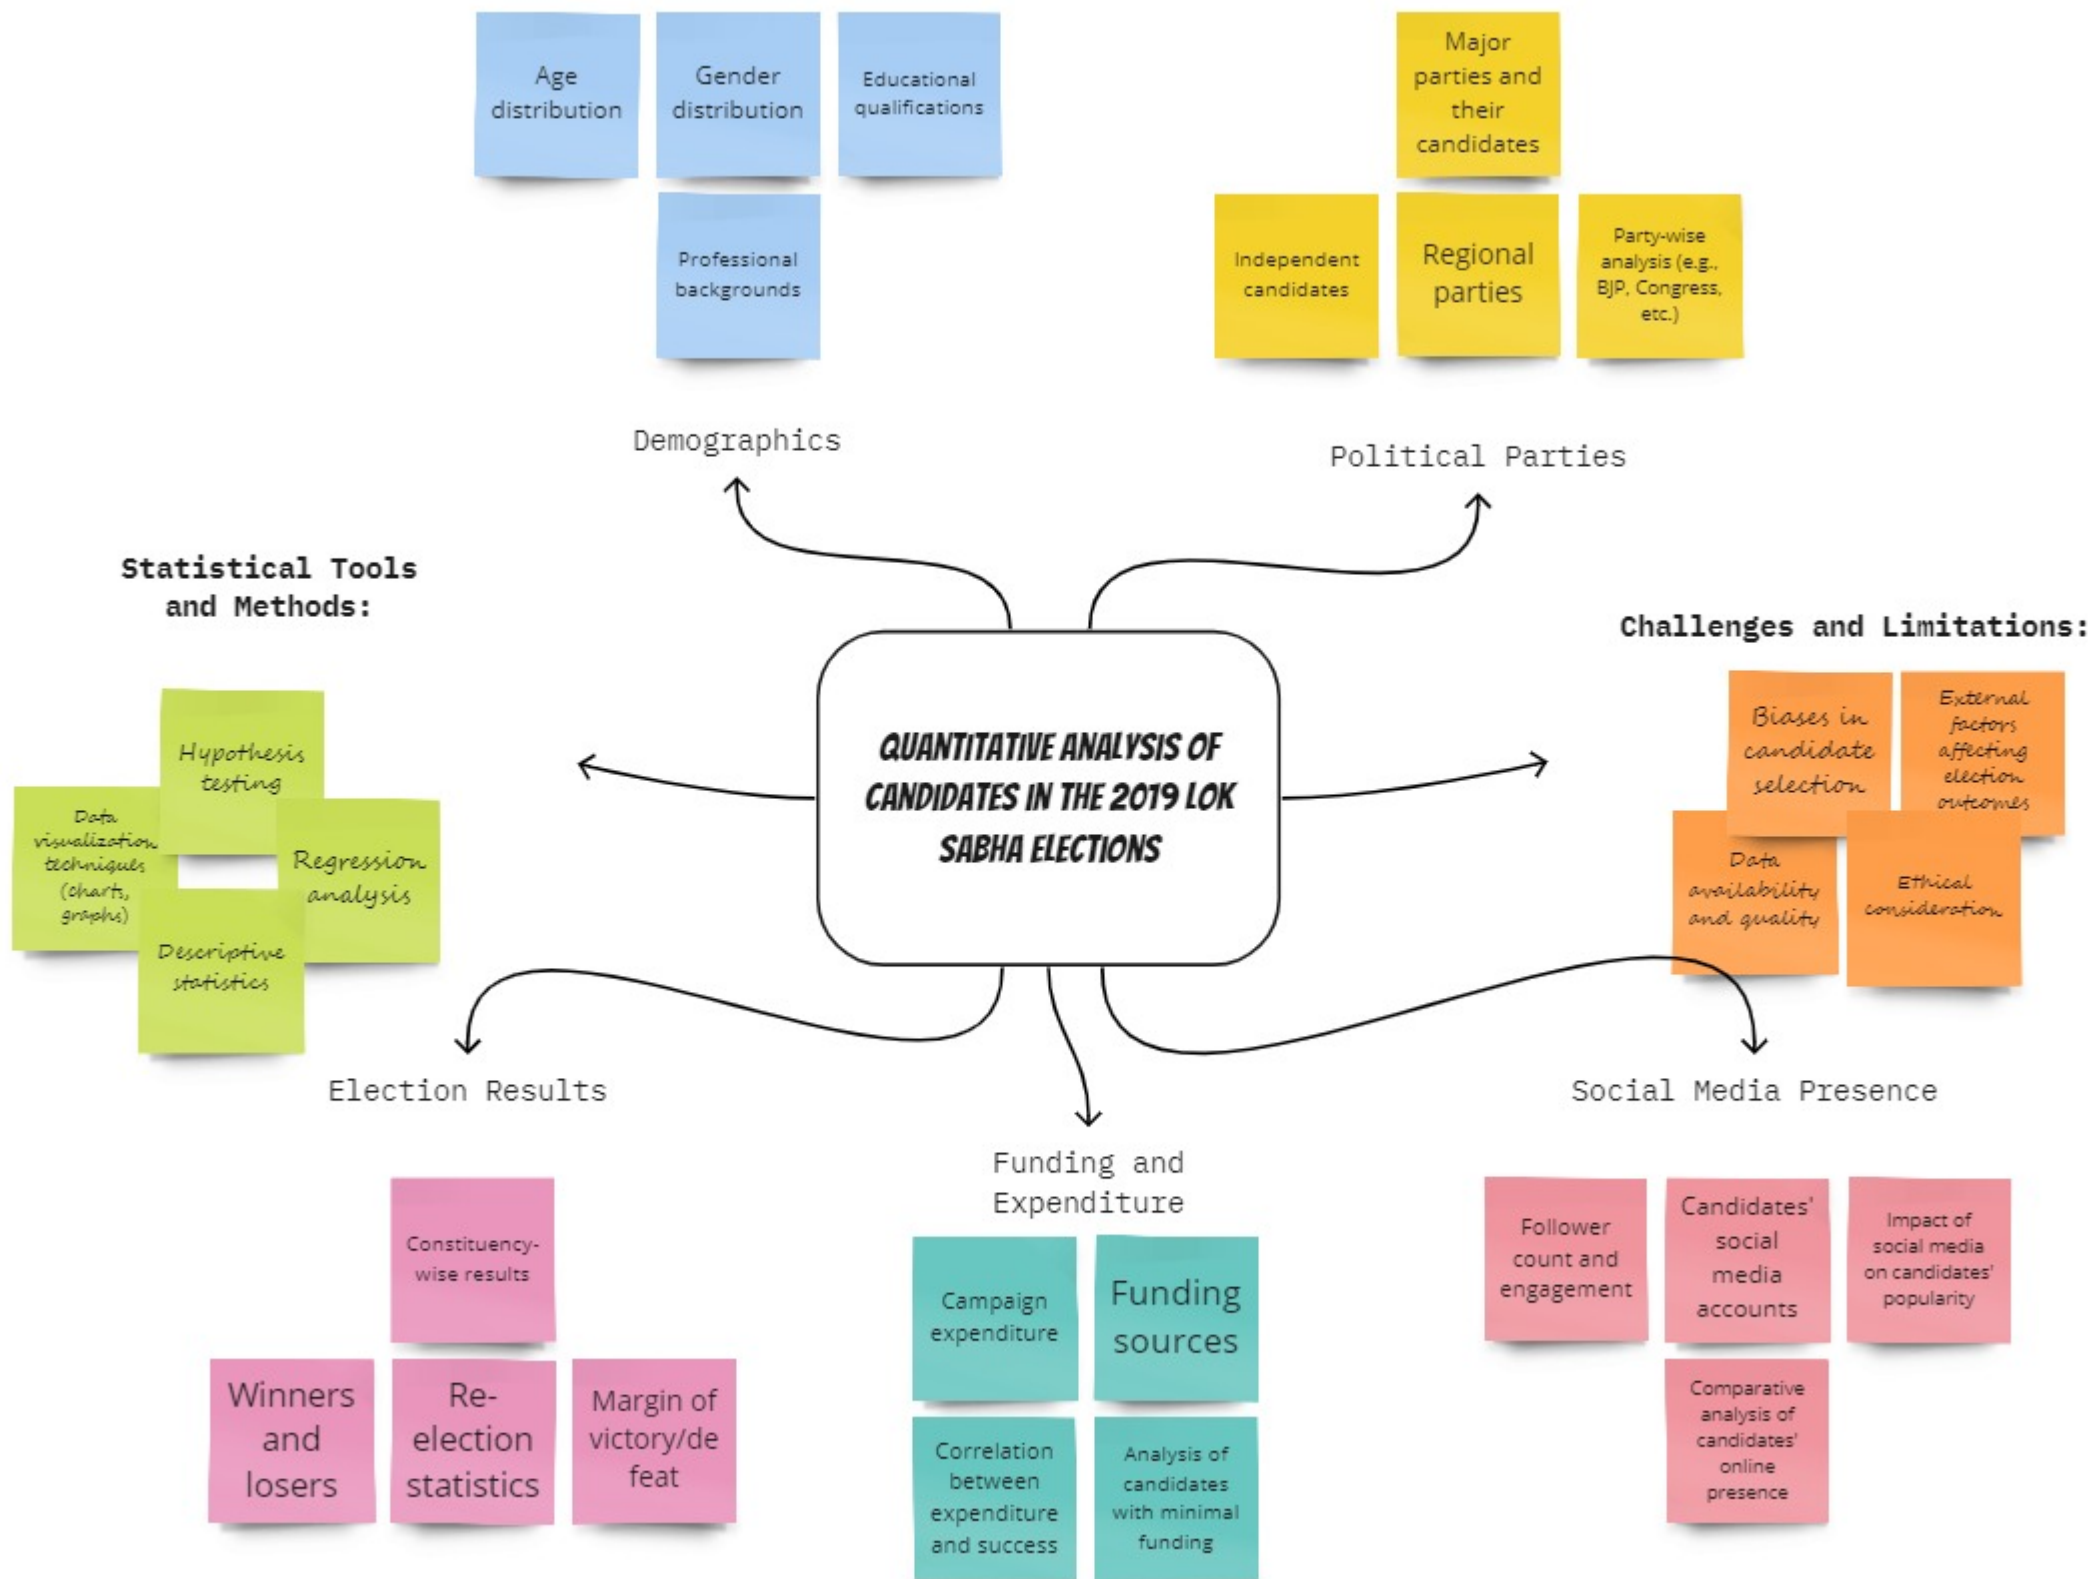 Age
distribution
Gender
distribution
Educational
qualifications
Professional
backgrounds
Demographics
Major
parties and
their
candidates
Independent
candidates
Regional
parties
Party-wise
analysis (e.g.,
BJP, Congress,
etc.)
Political Parties
Statistical Tools
and Methods:
Hypothesis
testing
Data
visualization
techniques
(charts,
graphs)
Regression
analysis
Descriptive
statistics
QUANTITATIVE ANALYSIS OF
CANDIDATES IN THE 2019 LOK
SABHA ELECTIONS
Challenges and Limitations:
Biases in
candidate
selection
External
factors
affecting
election
outcomes
Data
availability
and quality
Ethical
consideration
Election Results
Constituency-
wise results
Winners
and
losers
Re-
election
statistics
Margin of
victory/de
feat
Funding and
Expenditure
Campaign
expenditure
Funding
sources
Correlation
between
expenditure
and success
Analysis of
candidates
with minimal
funding
Social Media Presence
Follower
count and
engagement
Candidates'
social
media
accounts
Impact of
social media
on candidates'
popularity
Comparative
analysis of
candidates'
online
presence